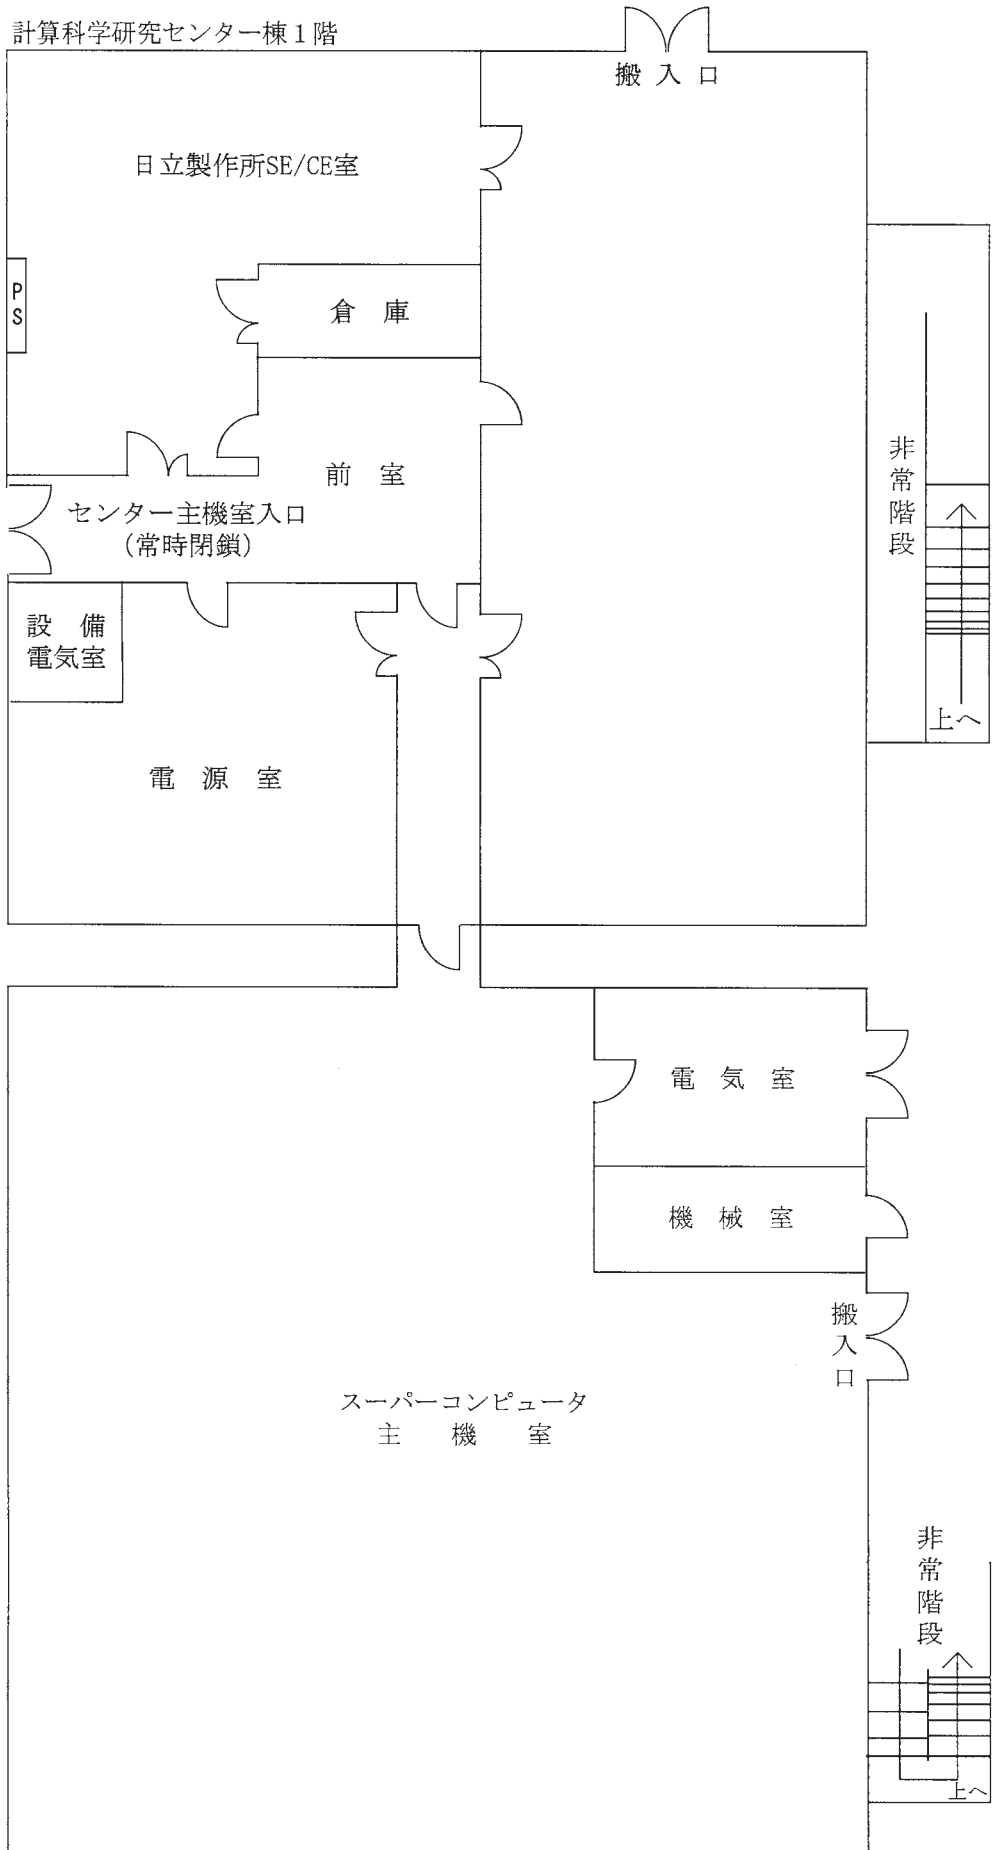 計算科学研究センター棟１階
搬入口
日立製作所SE/CE室
PS
倉庫
前室
センター主機室入口
(常時閉鎖)
非常階段
設備
電気室
上へ
電源室
電気室
機械室
搬入口
スーパーコンピュータ
主機室
非常階段
上へ